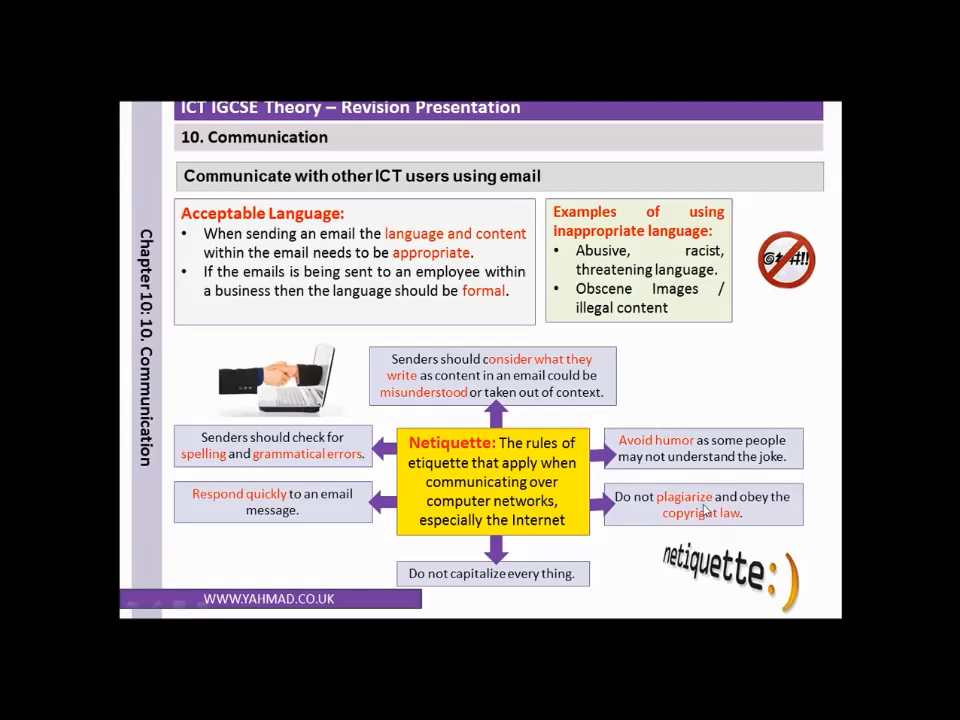 ICT IGCSE Theory – Revision Presentation
10. Communication
Communicate with other ICT users using email
Chapter 10: 10. Communication
Acceptable Language:
• When sending an email the language and content
within the email needs to be appropriate.
• If the emails is being sent to an employee within
a business then the language should be formal.
Examples of using
inappropriate language:
• Abusive, racist,
threatening language.
• Obscene Images /
illegal content
Senders should consider what they
write as content in an email could be
misunderstood or taken out of context.
Senders should check for
spelling and grammatical errors.
Respond quickly to an email
message.
Netiquette: The rules of
etiquette that apply when
communicating over
computer networks,
especially the Internet
Avoid humor as some people
may not understand the joke.
Do not plagiarize and obey the
copyright law.
Do not capitalize every thing.
netiquette:)
WWW.YAHMAD.CO.UK